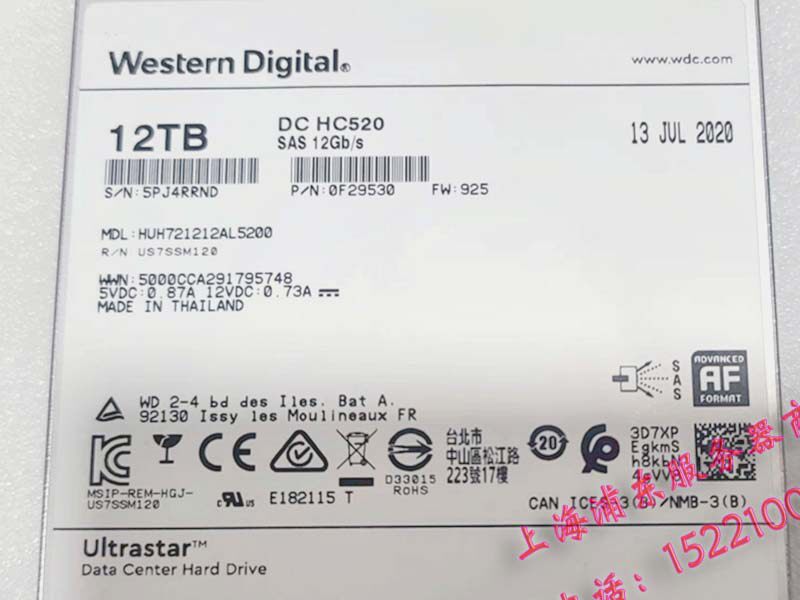 Western Digital®
www.wdc.com
12TB
DC HC520
SAS 12Gb/s
13 JUL 2020
S/N:5PJ4RRND
P/N:0F29530
FW:925
MDL:HUH721212AL5200
R/N US7SSM120
WWN:5000CCA291795748
5VDC:0.87A 12VDC:0.73A
MADE IN THAILAND
SAS
ADVANCED
AF
FORMAT
WD 2-4 bd des Iles. Bat A.
92130 Issy les Moulineaux FR
MSIP-REM-HGJ-
US7SSM120
E182115 T
D33015
RoHS
台北市
中山區松江路
223號17樓
20
3D7XP
EgkmS
CAN /NMB-3(B)
Ultrastar™
Data Center Hard Drive
上海浦东服务器商
电话：1522100